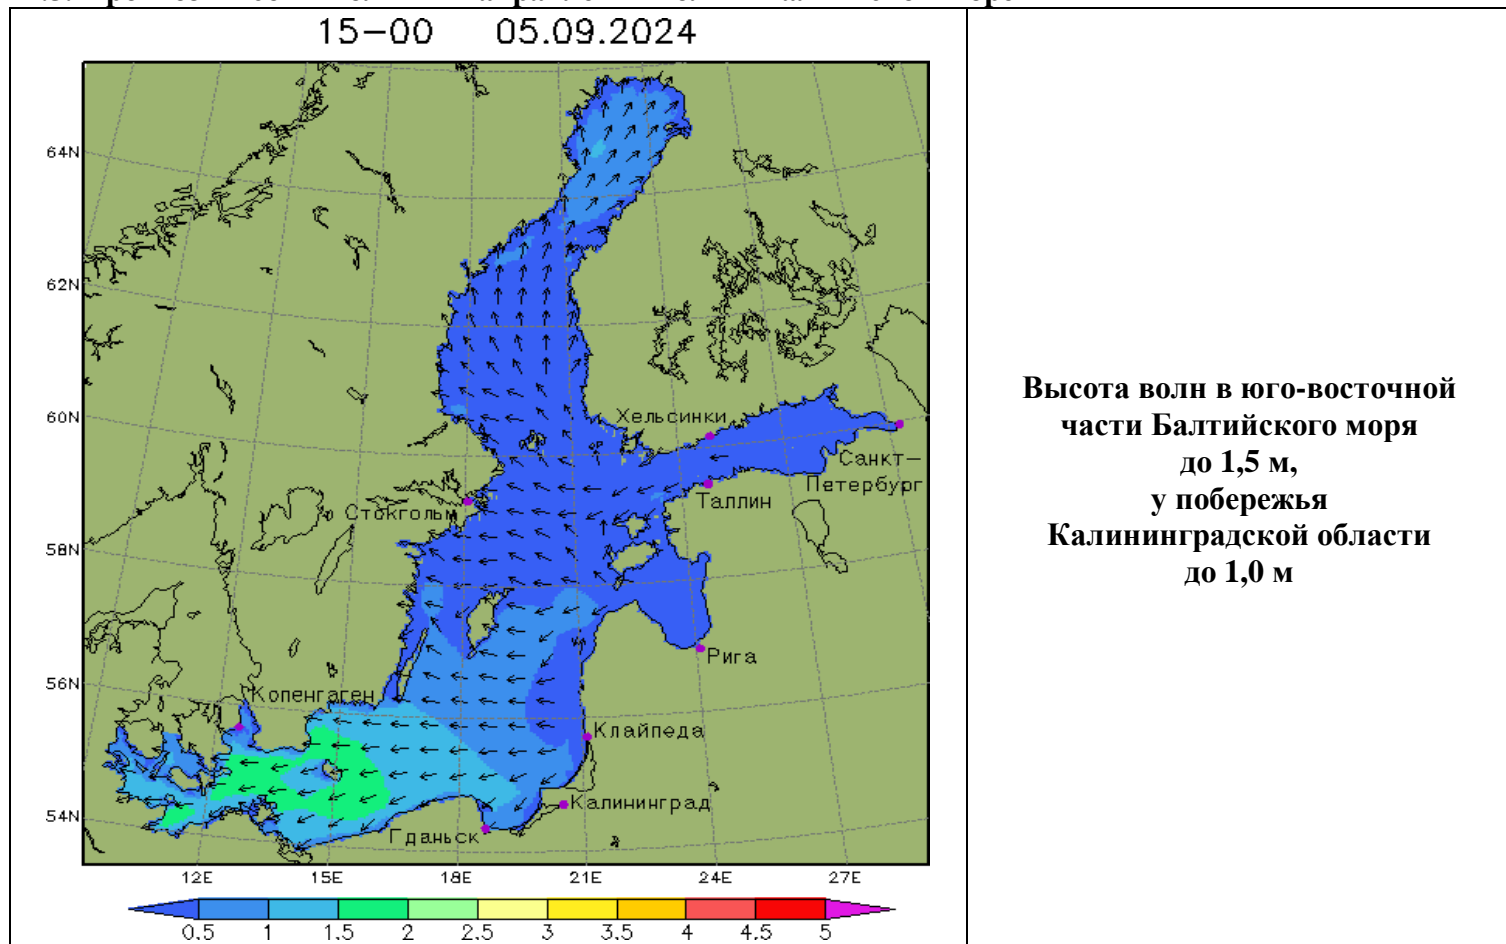 15-00 05.09.2024
64N
62N
60N
58N
56N
54N
Хельсинки
Санкт-
Петербург
Таллин
Стокгольм
Рига
Копенгаген
Клайпеда
Калининград
Гданьск
12E 15E 18E 21E 24E 27E
0.5 1 1.5 2 2.5 3 3.5 4 4.5 5
Высота волн в юго-восточной
части Балтийского моря
до 1,5 м,
у побережья
Калининградской области
до 1,0 м